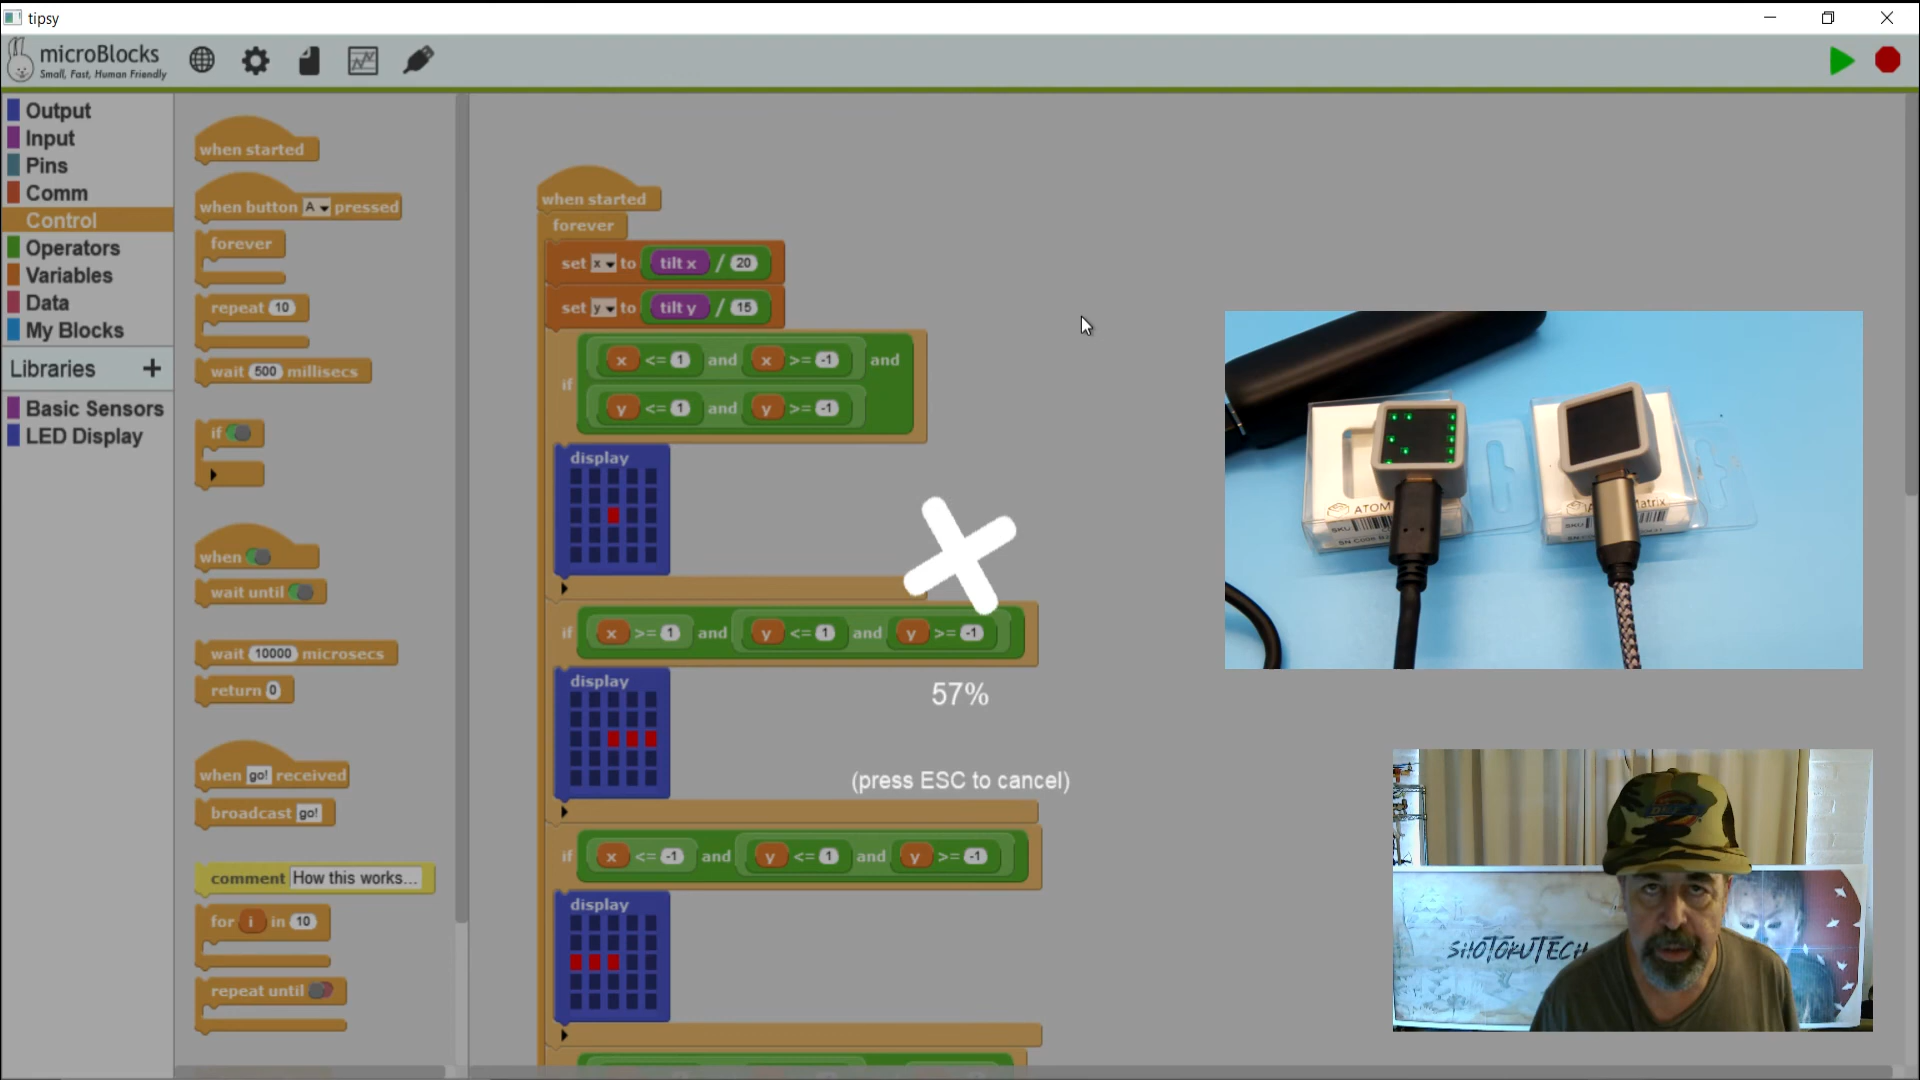 tipsy
microBlocks
Small, Fast, Human Friendly
Output
Input
Pins
Comm
Control
Operators
Variables
Data
My Blocks
Libraries +
Basic Sensors
LED Display
when started
when button A pressed
forever
repeat 10
wait 500 millisecs
if
when
wait until
wait 10000 microsecs
return 0
when go! received
broadcast go!
comment How this works...
for i in 10
repeat until
when started
forever
set x to tilt x / 20
set y to tilt y / 15
if x <= 1 and x >= -1 and
y <= 1 and y >= -1
display
if x >= 1 and y <= 1 and y >= -1
display
if x <= -1 and y <= 1 and y >= -1
display
57%
(press ESC to cancel)
ATOM
SKU
atrix
SKU
SHOTOKUTECH